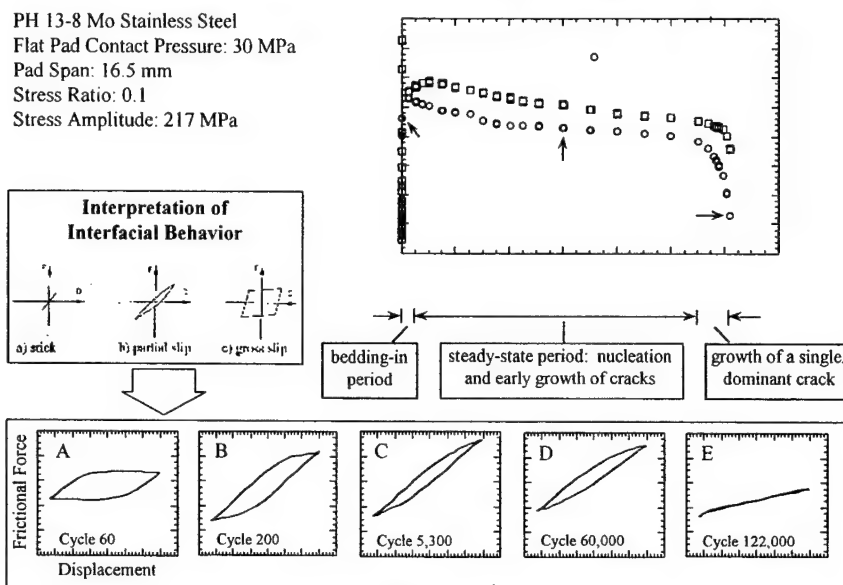 PH 13-8 Mo Stainless Steel
Flat Pad Contact Pressure: 30 MPa
Pad Span: 16.5 mm
Stress Ratio: 0.1
Stress Amplitude: 217 MPa
Interpretation of
Interfacial Behavior
a) stick
b) partial slip
c) gross slip
bedding-in
period
steady-state period: nucleation
and early growth of cracks
growth of a single,
dominant crack
Frictional Force
A
Cycle 60
B
Cycle 200
C
Cycle 5,300
D
Cycle 60,000
E
Cycle 122,000
Displacement